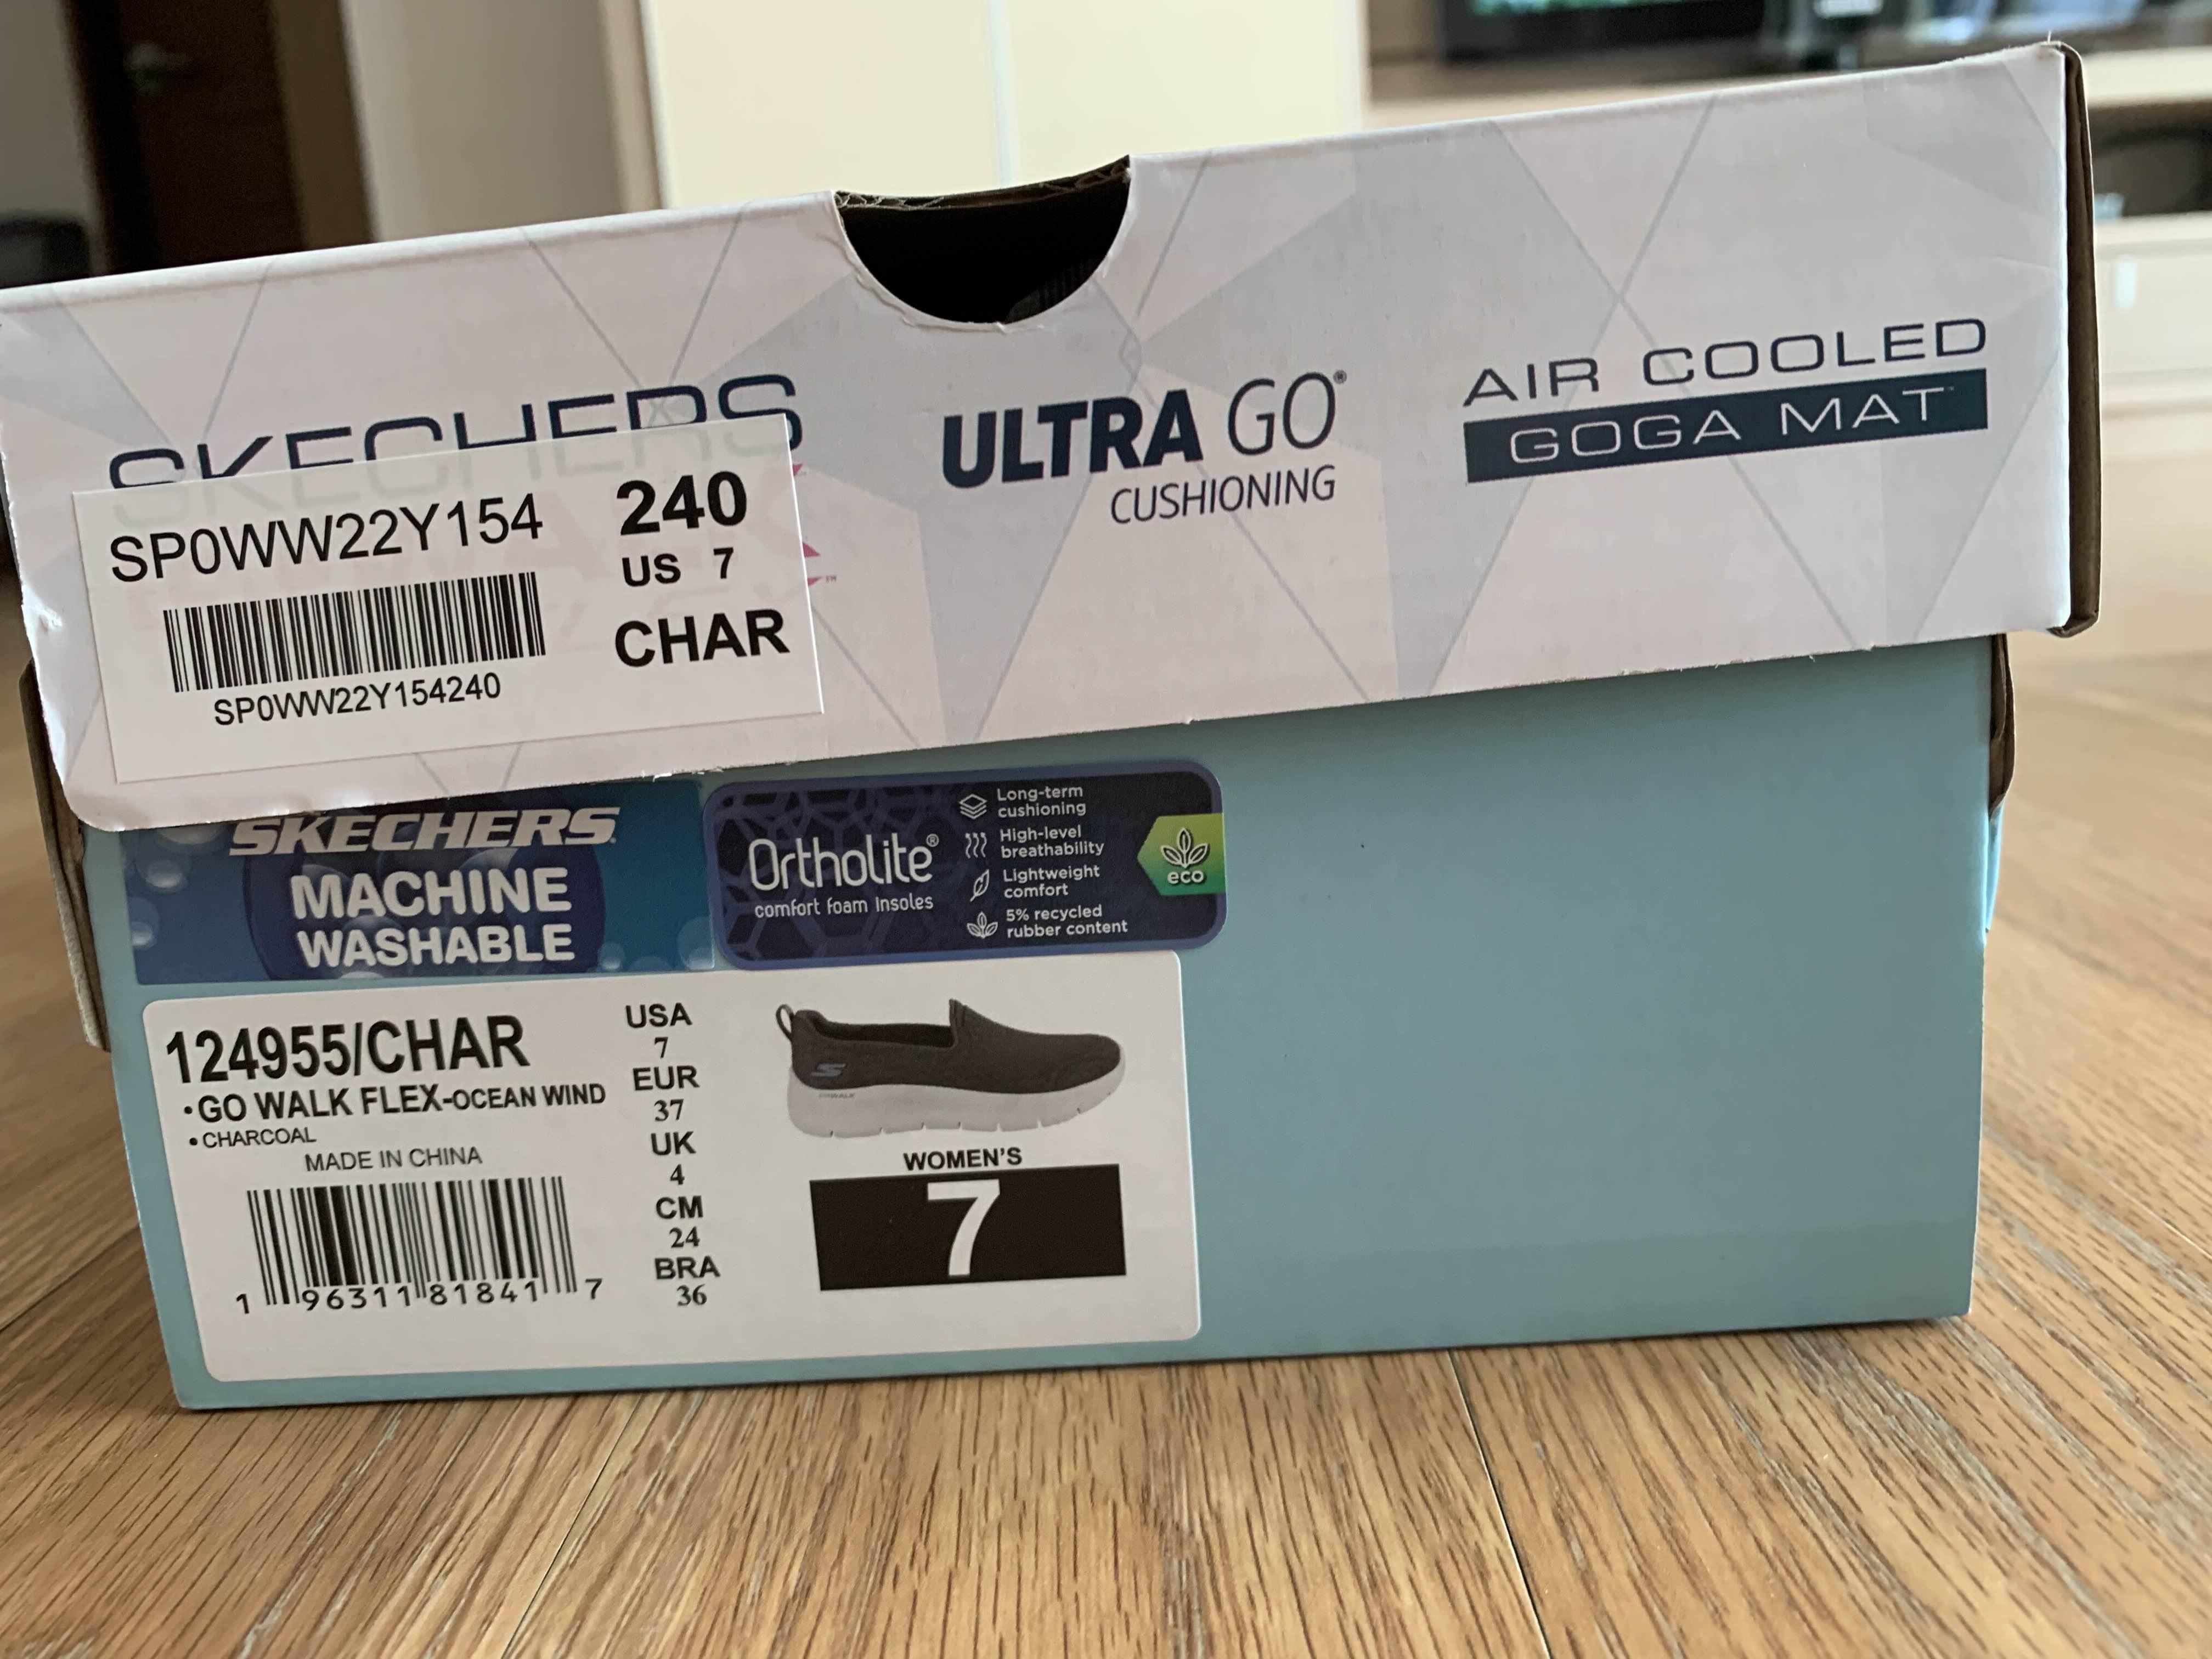 SKECHERS
ULTRA GO®
CUSHIONING
AIR COOLED
GOGA MAT™
SP0WW22Y154
SP0WW22Y154240
240
US 7
CHAR
™
SKECHERS.
MACHINE
WASHABLE
Ortholite®
comfort foam insoles
Long-term
cushioning
High-level
breathability
Lightweight
comfort
5% recycled
rubber content
eco
124955/CHAR
•GO WALK FLEX-OCEAN WIND
•CHARCOAL
MADE IN CHINA
1 96311 81841 7
USA
7
EUR
37
UK
4
CM
24
BRA
36
WOMEN'S
7